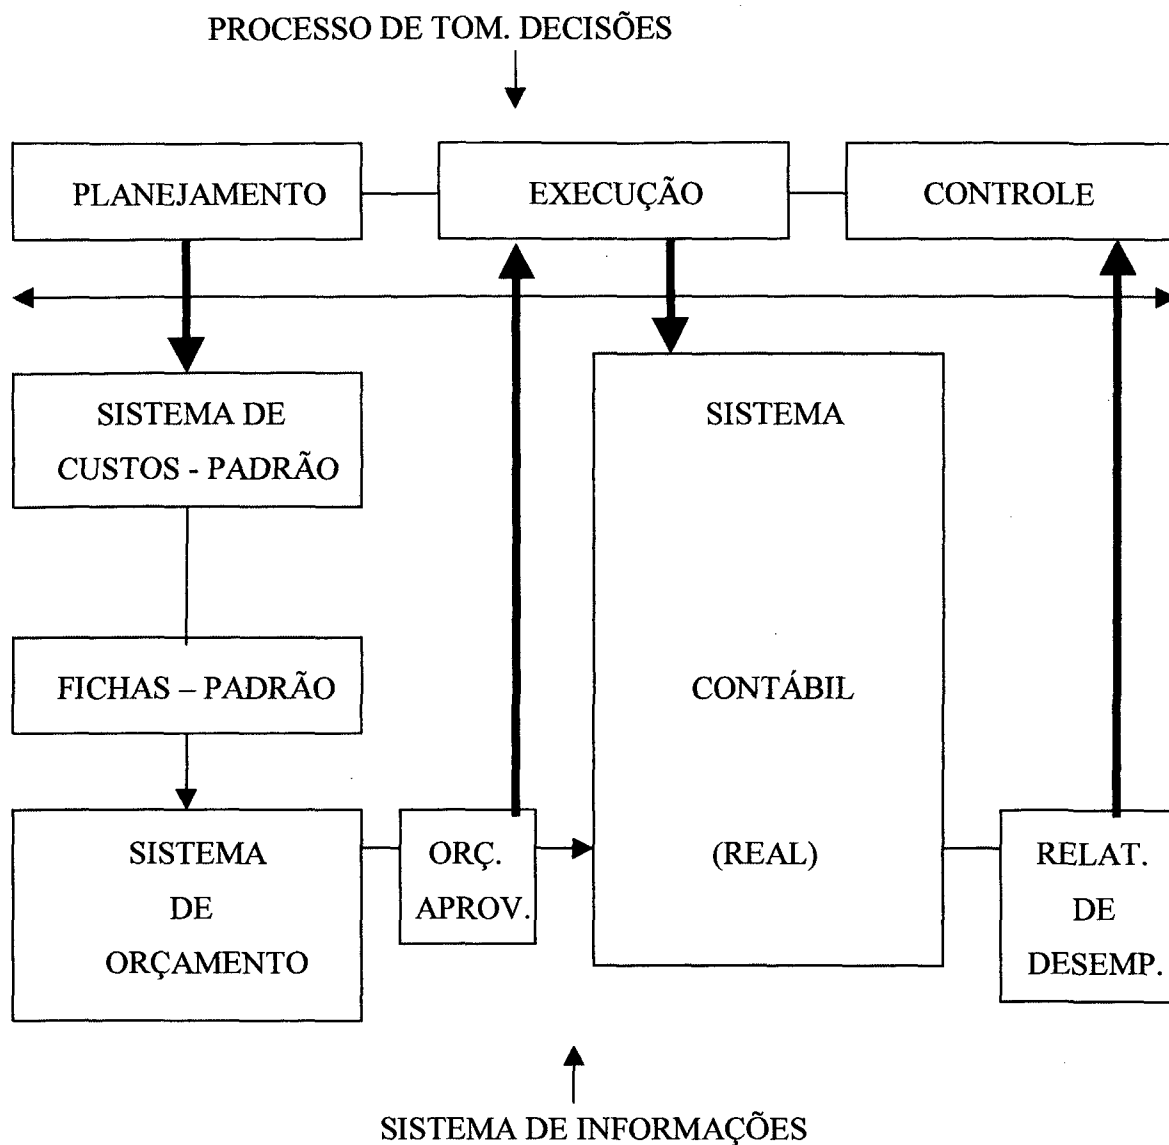 PROCESSO DE TOM. DECISÕES
PLANEJAMENTO
EXECUÇÃO
CONTROLE
SISTEMA DE
CUSTOS - PADRÃO
SISTEMA
FICHAS – PADRÃO
CONTÁBIL
SISTEMA
DE
ORÇAMENTO
ORÇ.
APROV.
(REAL)
RELAT.
DE
DESEMP.
SISTEMA DE INFORMAÇÕES